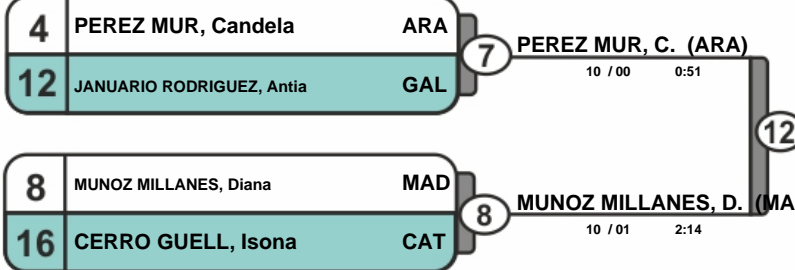 4 PEREZ MUR, Candela ARA
12 JANUARIO RODRIGUEZ, Antia GAL
7
PEREZ MUR, C. (ARA)
10 / 00 0:51
12
8 MUNOZ MILLANES, Diana MAD
16 CERRO GUELL, Isona CAT
8
MUNOZ MILLANES, D. (MA
10 / 01 2:14